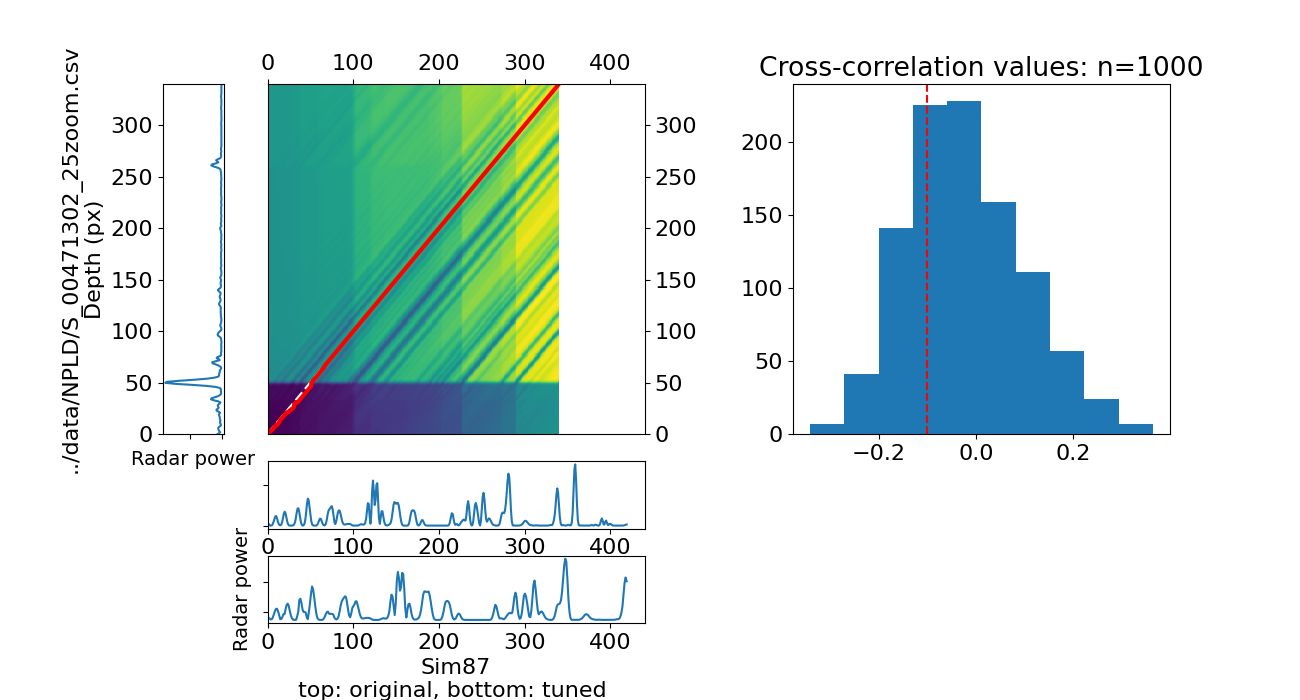 0 100 200 300 400
Cross-correlation values: n=1000
../data/NPLD/S_00471302_25zoom.csv
Depth (px)
300
250
200
150
100
50
0
300
250
200
150
100
50
0
200
150
100
50
0
−0.2 0.0 0.2
Radar power
0 100 200 300 400
Radar power
0 100 200 300 400
Sim87
top: original, bottom: tuned